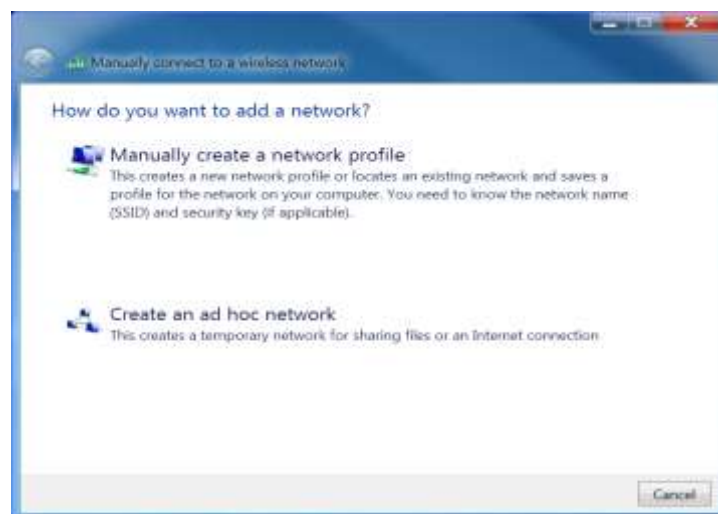 Manually connect to a wireless network
How do you want to add a network?
Manually create a network profile
This creates a new network profile or locates an existing network and saves a
profile for the network on your computer. You need to know the network name
(SSID) and security key (if applicable).
Create an ad hoc network
This creates a temporary network for sharing files or an Internet connection
Cancel